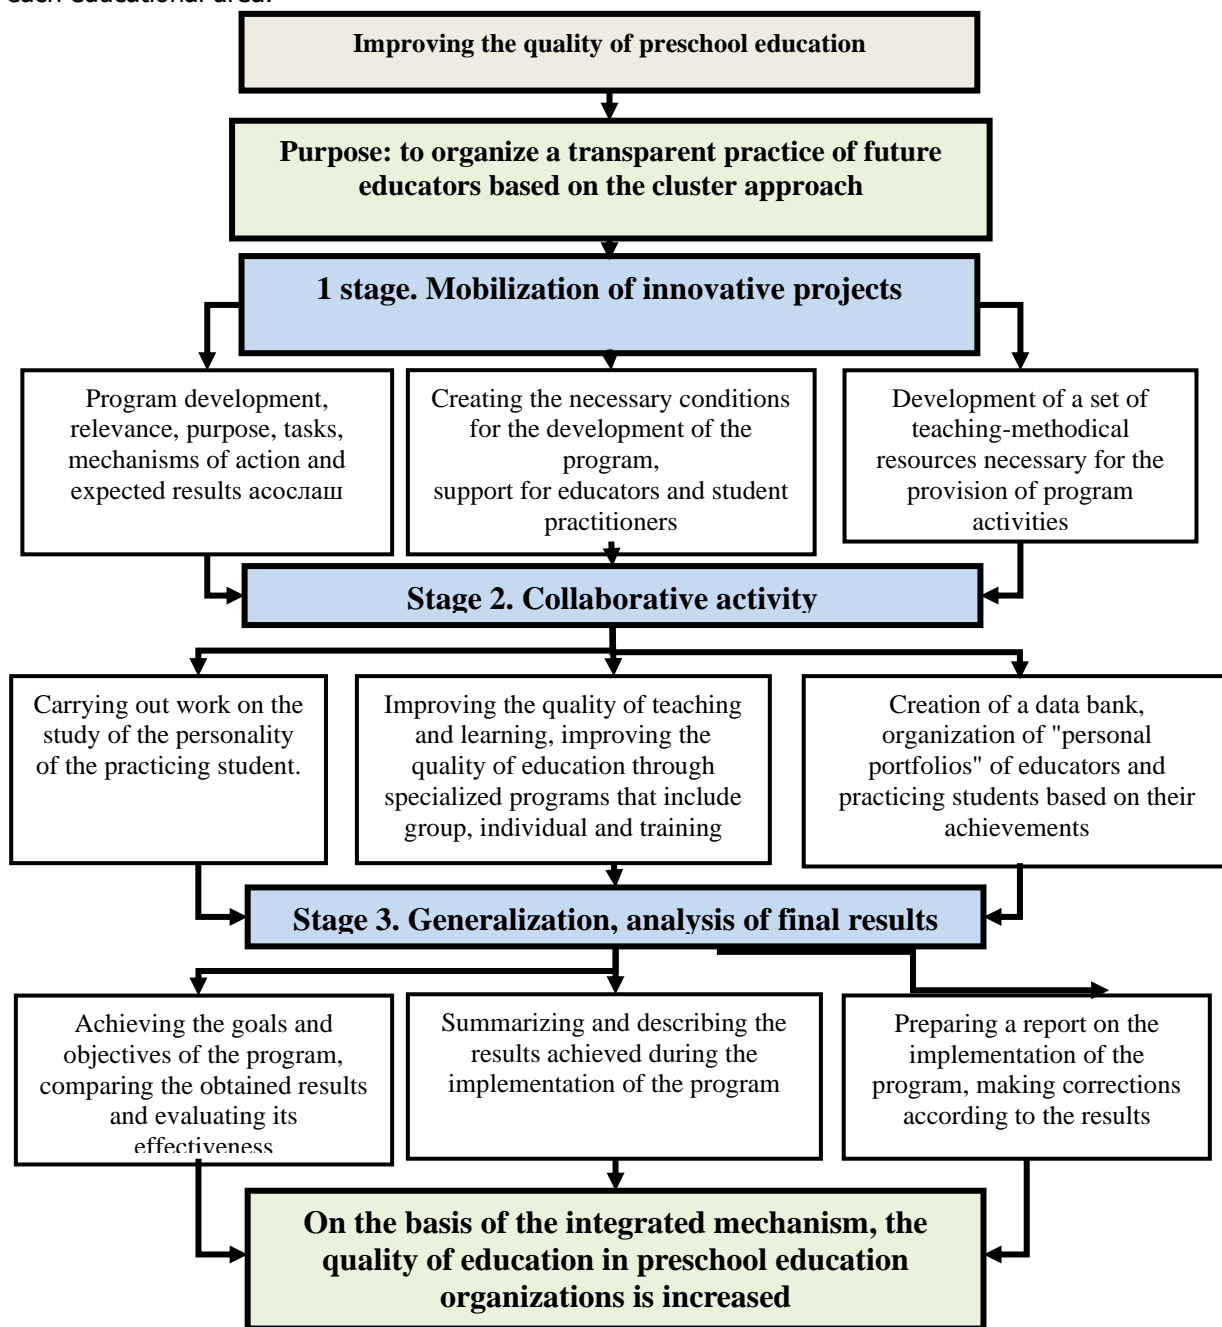 each educational area.
Improving the quality of preschool education
Purpose: to organize a transparent practice of future
educators based on the cluster approach
1 stage. Mobilization of innovative projects
Program development,
relevance, purpose, tasks,
mechanisms of action and
expected results асослаш
Creating the necessary conditions
for the development of the
program,
support for educators and student
practitioners
Development of a set of
teaching-methodical
resources necessary for the
provision of program
activities
Stage 2. Collaborative activity
Carrying out work on the
study of the personality
of the practicing student.
Improving the quality of teaching
and learning, improving the
quality of education through
specialized programs that include
group, individual and training
Creation of a data bank,
organization of "personal
portfolios" of educators and
practicing students based on their
achievements
Stage 3. Generalization, analysis of final results
Achieving the goals and
objectives of the program,
comparing the obtained results
and evaluating its
effectiveness
Summarizing and describing the
results achieved during the
implementation of the program
Preparing a report on the
implementation of the
program, making corrections
according to the results
On the basis of the integrated mechanism, the
quality of education in preschool education
organizations is increased